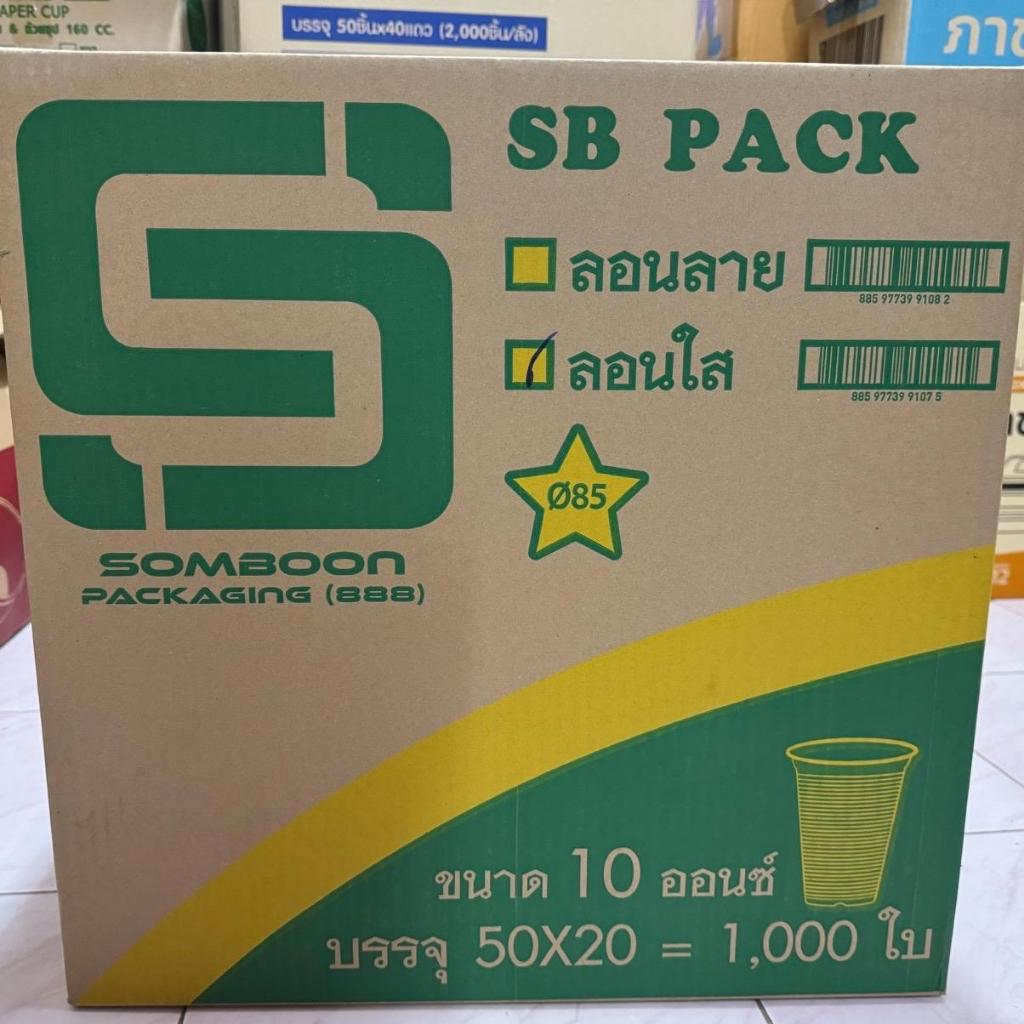 APER CUP
160 CC.
บรรจุ 50ชิ้นx40แถว (2,000ชิ้น/ลัง)
SB PACK
ลอนลาย
885 97739 9108 2
ลอนใส
885 97739 9107 5
Ø85
SOMBOON
PACKAGING (888)
ขนาด 10 ออนซ์
บรรจุ 50X20 = 1,000 ใบ